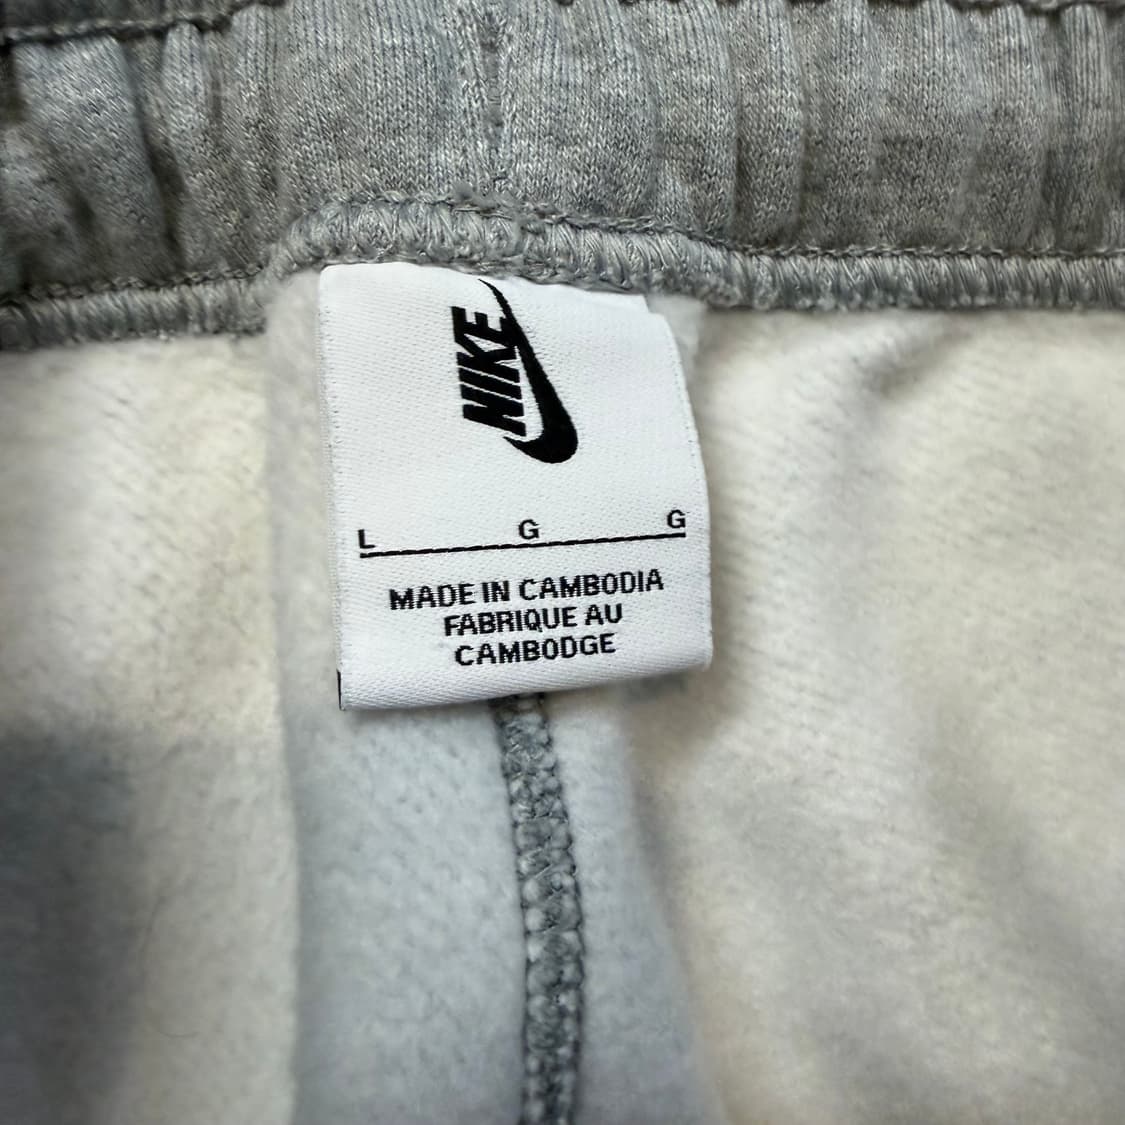 NIKE
L G G
MADE IN CAMBODIA
FABRIQUE AU
CAMBODGE